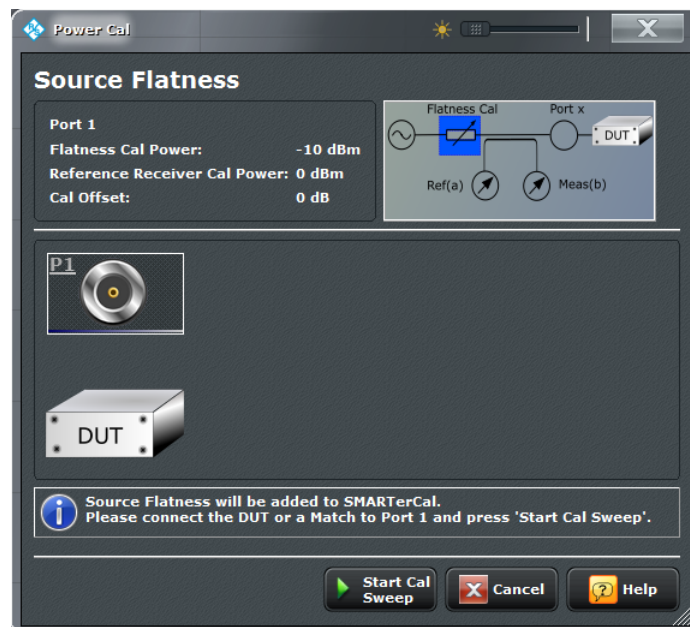 Power Cal
Source Flatness
Port 1
Flatness Cal Power: -10 dBm
Reference Receiver Cal Power: 0 dBm
Cal Offset: 0 dB
Flatness Cal Port x
DUT
Ref(a) Meas(b)
P1
DUT
Source Flatness will be added to SMARTerCal.
Please connect the DUT or a Match to Port 1 and press 'Start Cal Sweep'.
Start Cal
Sweep
Cancel
Help